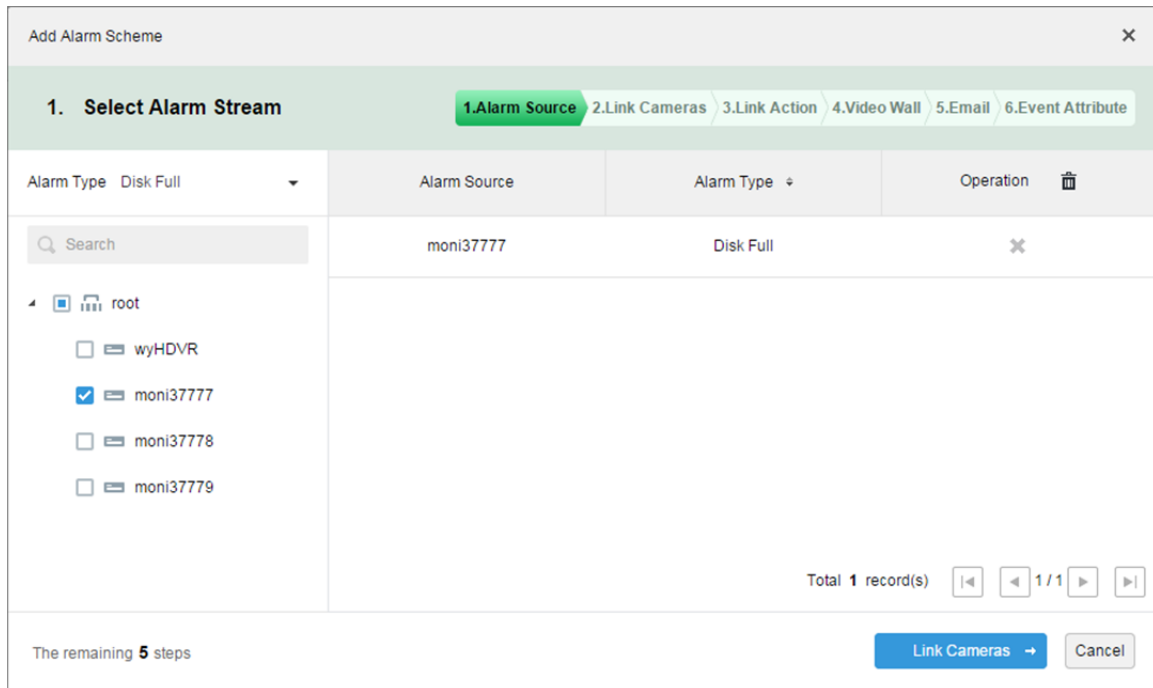 Add Alarm Scheme
1. Select Alarm Stream
1.Alarm Source 2.Link Cameras 3.Link Action 4.Video Wall 5.Email 6.Event Attribute
Alarm Type Disk Full
Alarm Source Alarm Type Operation
Search
moni37777 Disk Full
root
wyHDVR
moni37777
moni37778
moni37779
Total 1 record(s) 1 / 1
The remaining 5 steps
Link Cameras →
Cancel